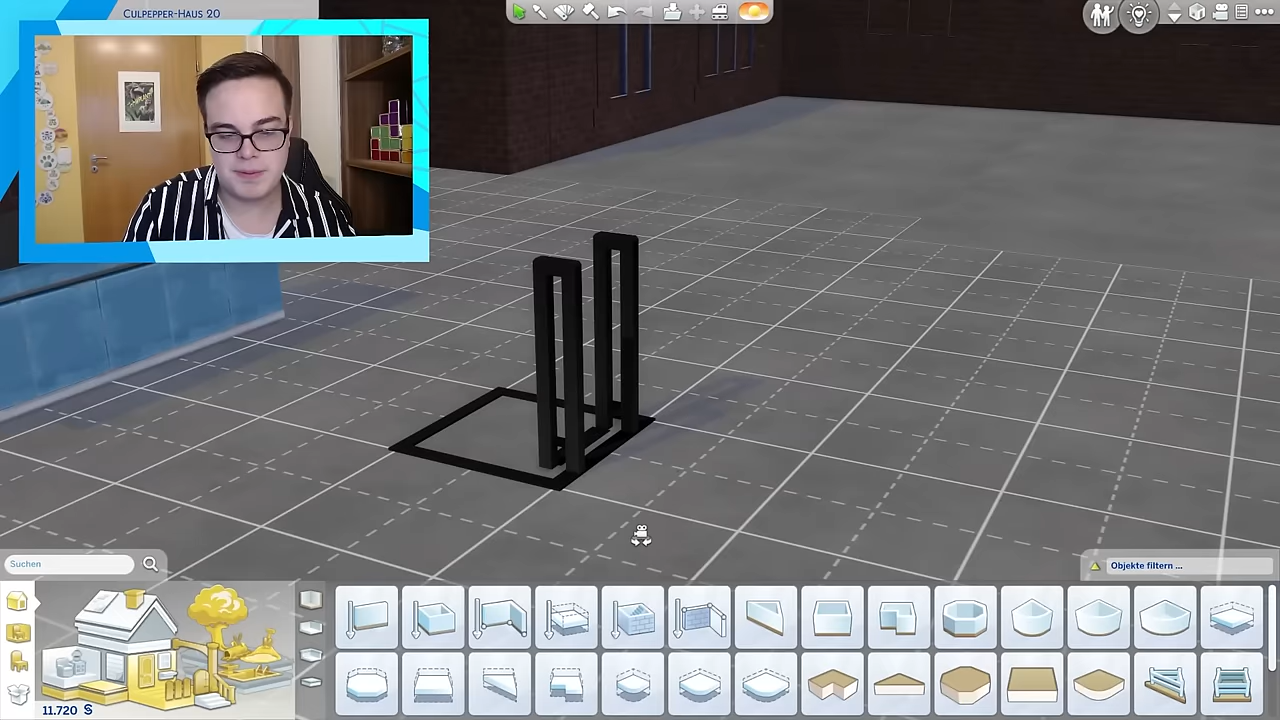 Culpepper-Haus 20
Suchen
Objekte filtern ...
11.720 §